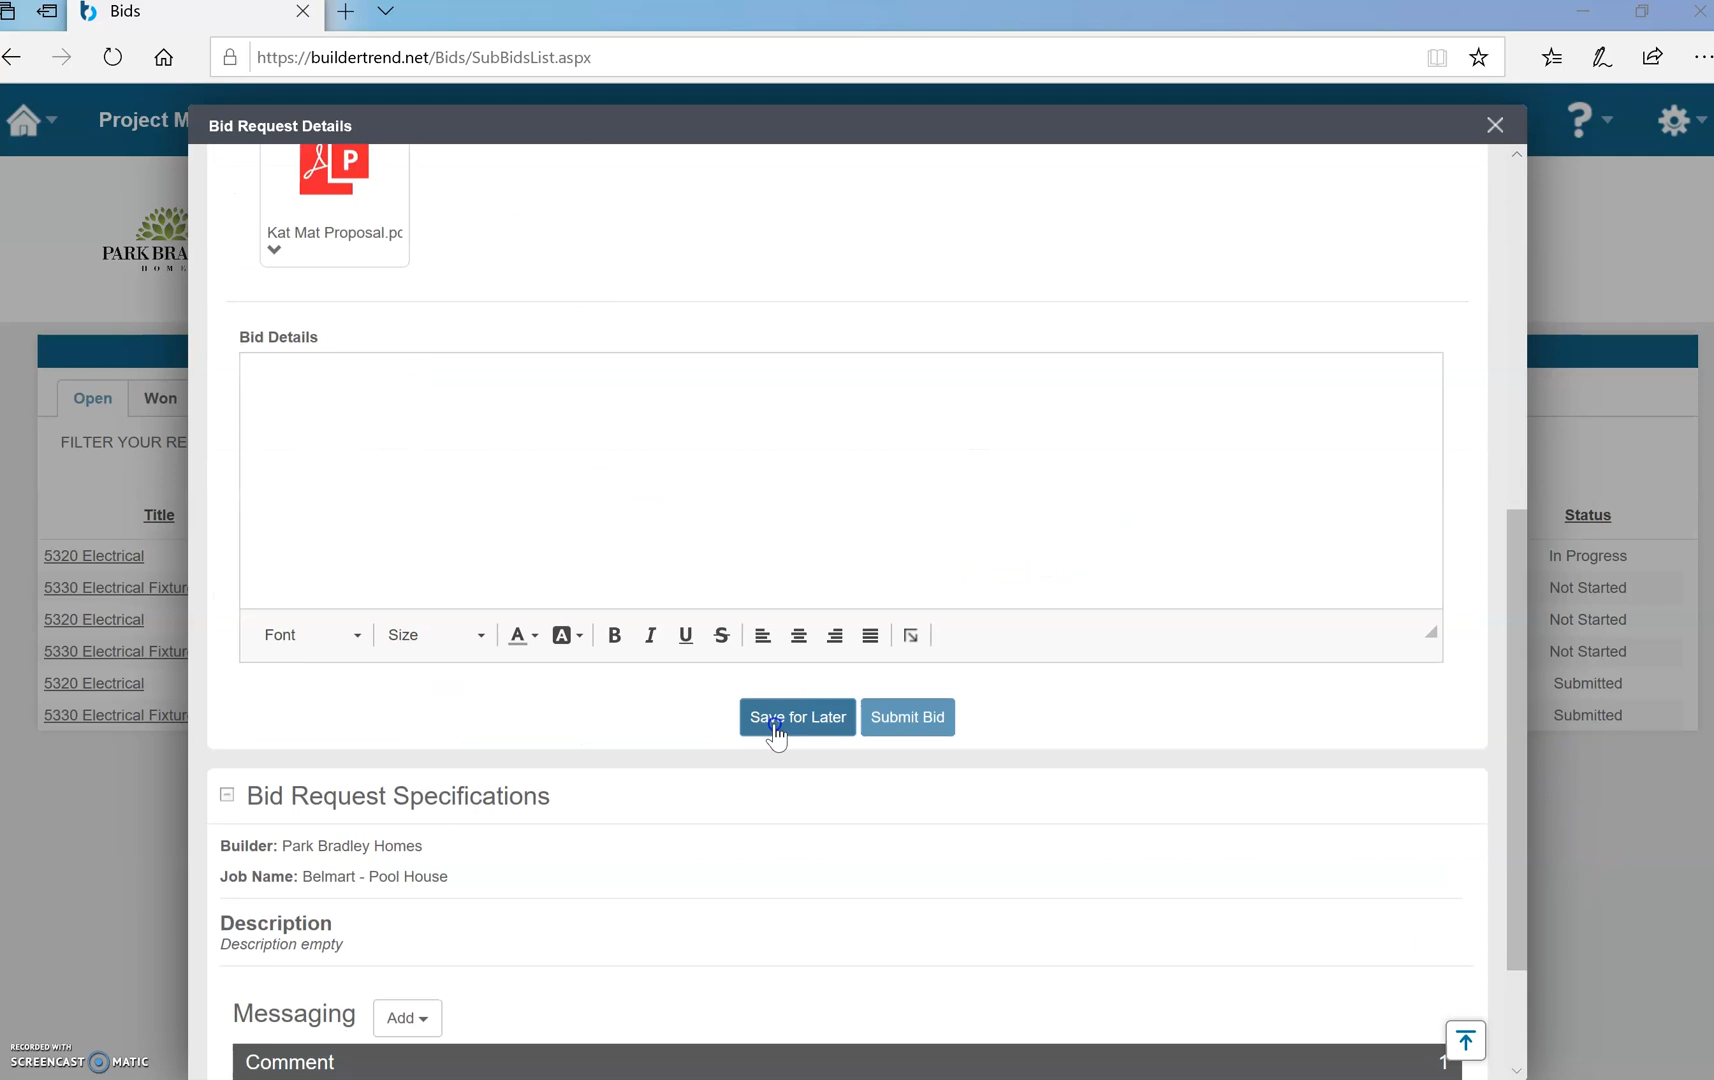 Bids
https://buildertrend.net/Bids/SubBidsList.aspx
Project M
Bid Request Details
?
P
PARK BRA
H O M
Kat Mat Proposal.pc
Bid Details
Open
Won
FILTER YOUR RE
Title
Status
5320 Electrical
In Progress
5330 Electrical Fixtur
Not Started
5320 Electrical
Not Started
5330 Electrical Fixtur
Not Started
5320 Electrical
Submitted
5330 Electrical Fixtur
Submitted
Font Size A A B I U S
Save for Later
Submit Bid
Bid Request Specifications
Builder: Park Bradley Homes
Job Name: Belmart - Pool House
Description
Description empty
Messaging
Add
Comment
1
RECORDED WITH
SCREENCAST MATIC